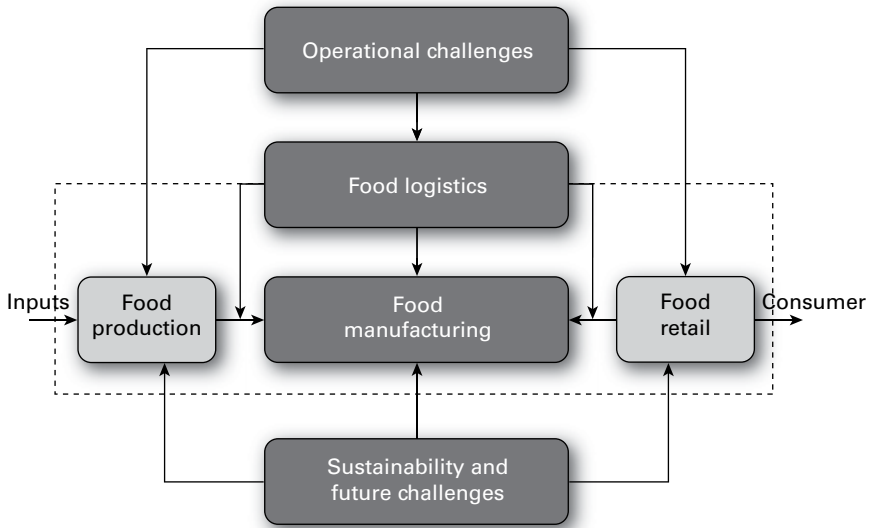 Operational challenges
Food logistics
Inputs
Food
production
Food
manufacturing
Food
retail
Consumer
Sustainability and
future challenges